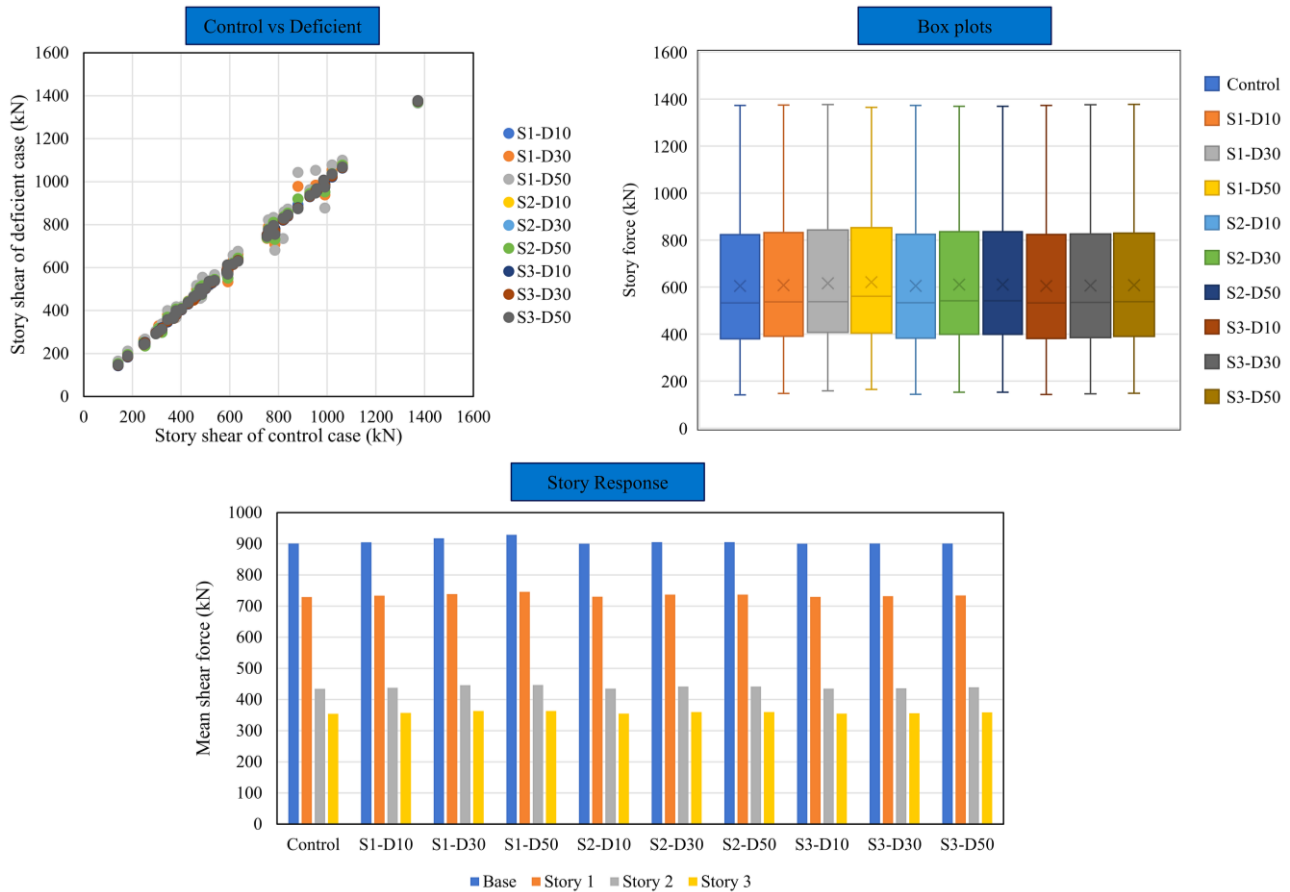 Control vs Deficient
Story shear of deficient case (kN)
1600
1400
1200
1000
800
600
400
200
0
0 200 400 600 800 1000 1200 1400 1600
Story shear of control case (kN)
S1-D10
S1-D30
S1-D50
S2-D10
S2-D30
S2-D50
S3-D10
S3-D30
S3-D50
Box plots
Story force (kN)
1600
1400
1200
1000
800
600
400
200
0
Control
S1-D10
S1-D30
S1-D50
S2-D10
S2-D30
S2-D50
S3-D10
S3-D30
S3-D50
Story Response
Mean shear force (kN)
1000
900
800
700
600
500
400
300
200
100
0
Control S1-D10 S1-D30 S1-D50 S2-D10 S2-D30 S2-D50 S3-D10 S3-D30 S3-D50
Base Story 1 Story 2 Story 3